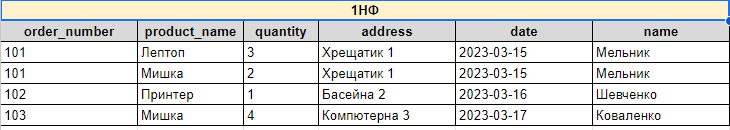 1НФ
order_number product_name quantity address date name
101 Лептоп 3 Хрещатик 1 2023-03-15 Мельник
101 Мишка 2 Хрещатик 1 2023-03-15 Мельник
102 Принтер 1 Басейна 2 2023-03-16 Шевченко
103 Мишка 4 Компютерна 3 2023-03-17 Коваленко